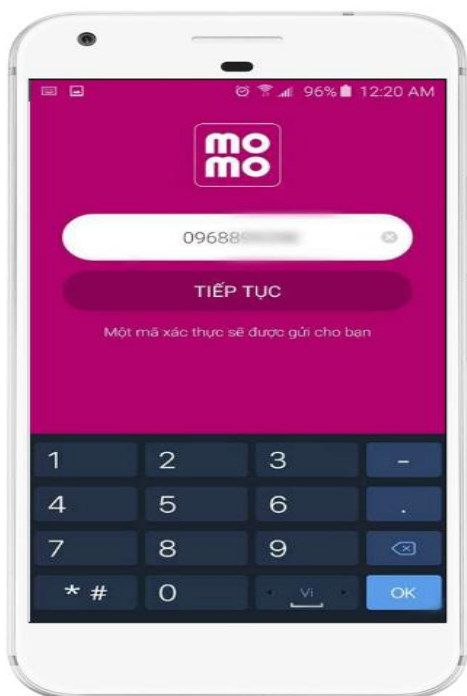 96% 12:20 AM
mo
mo
09688
TIẾP TỤC
Một mã xác thực sẽ được gửi cho bạn
1 2 3 -
4 5 6 .
7 8 9
* # 0 Vi OK